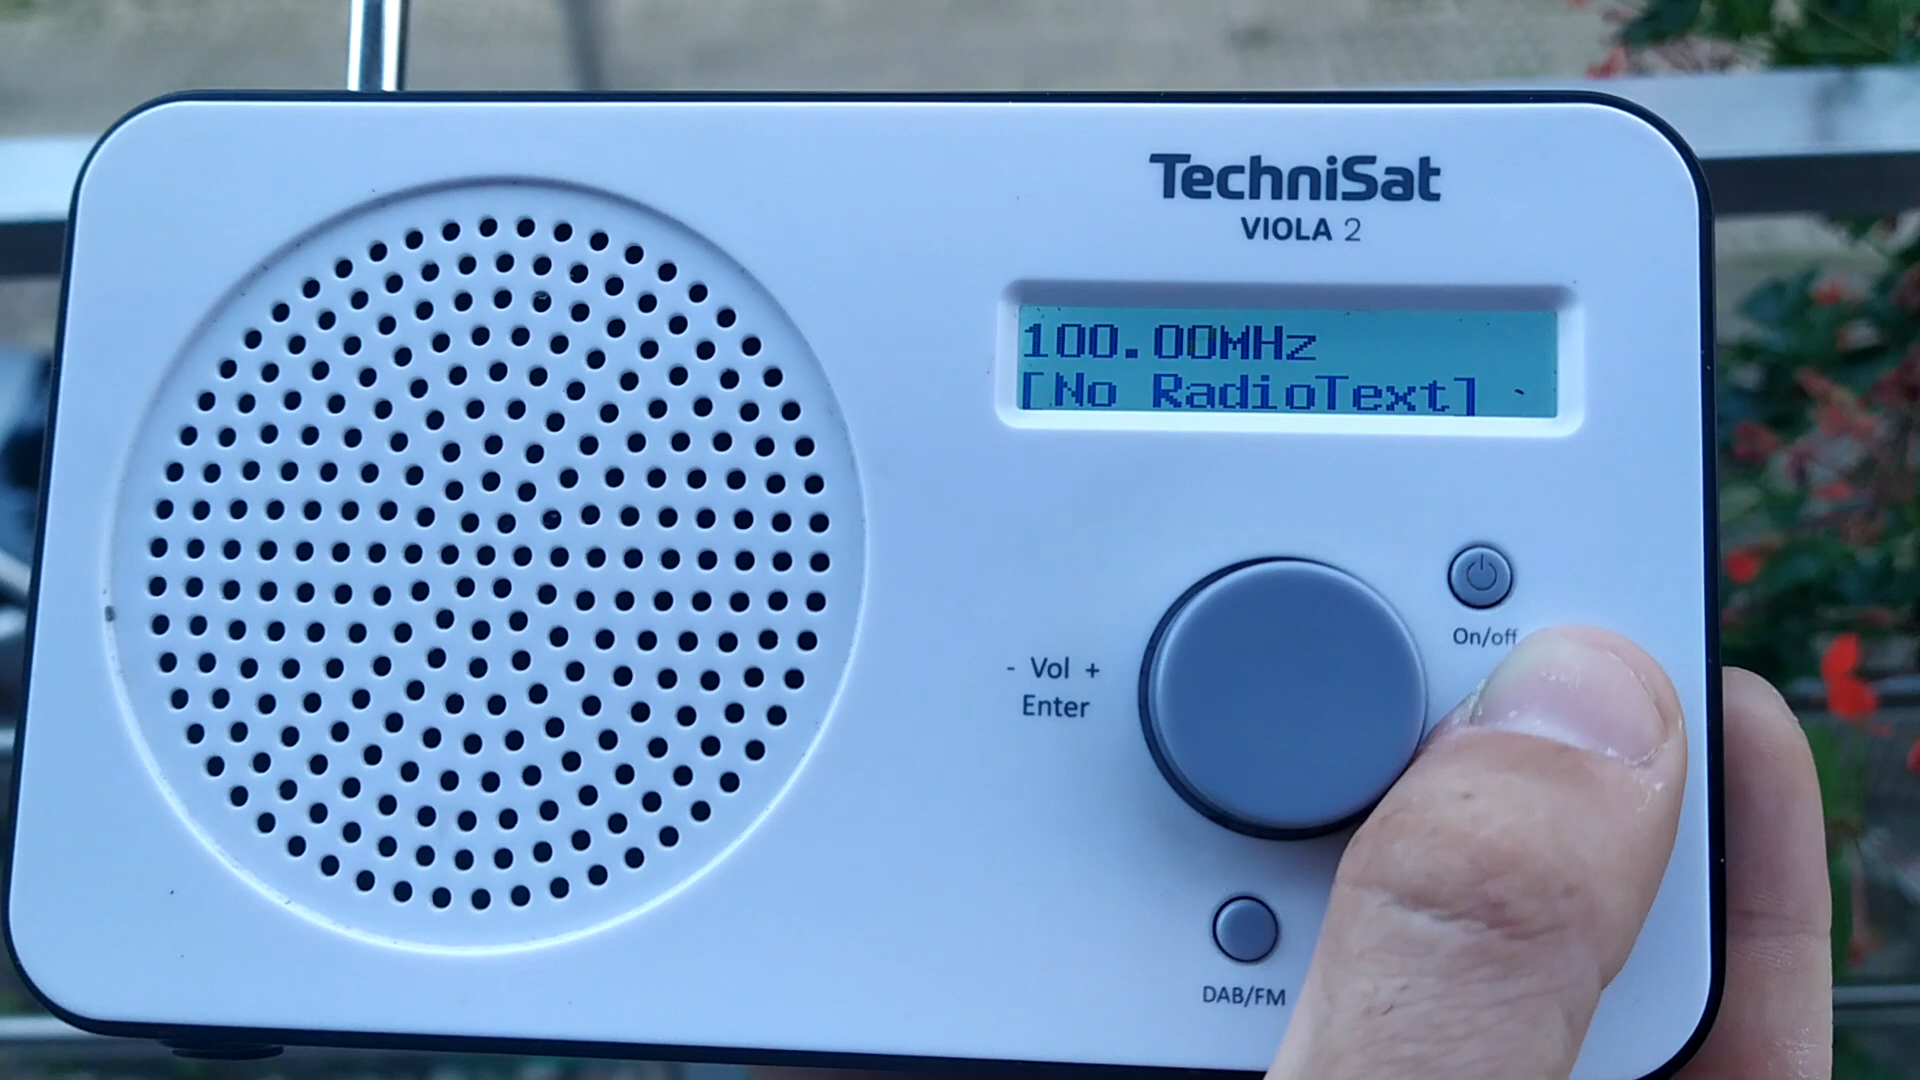 TechniSat
VIOLA 2
100.00MHz
[No RadioText]
On/off
- Vol +
Enter
DAB/FM